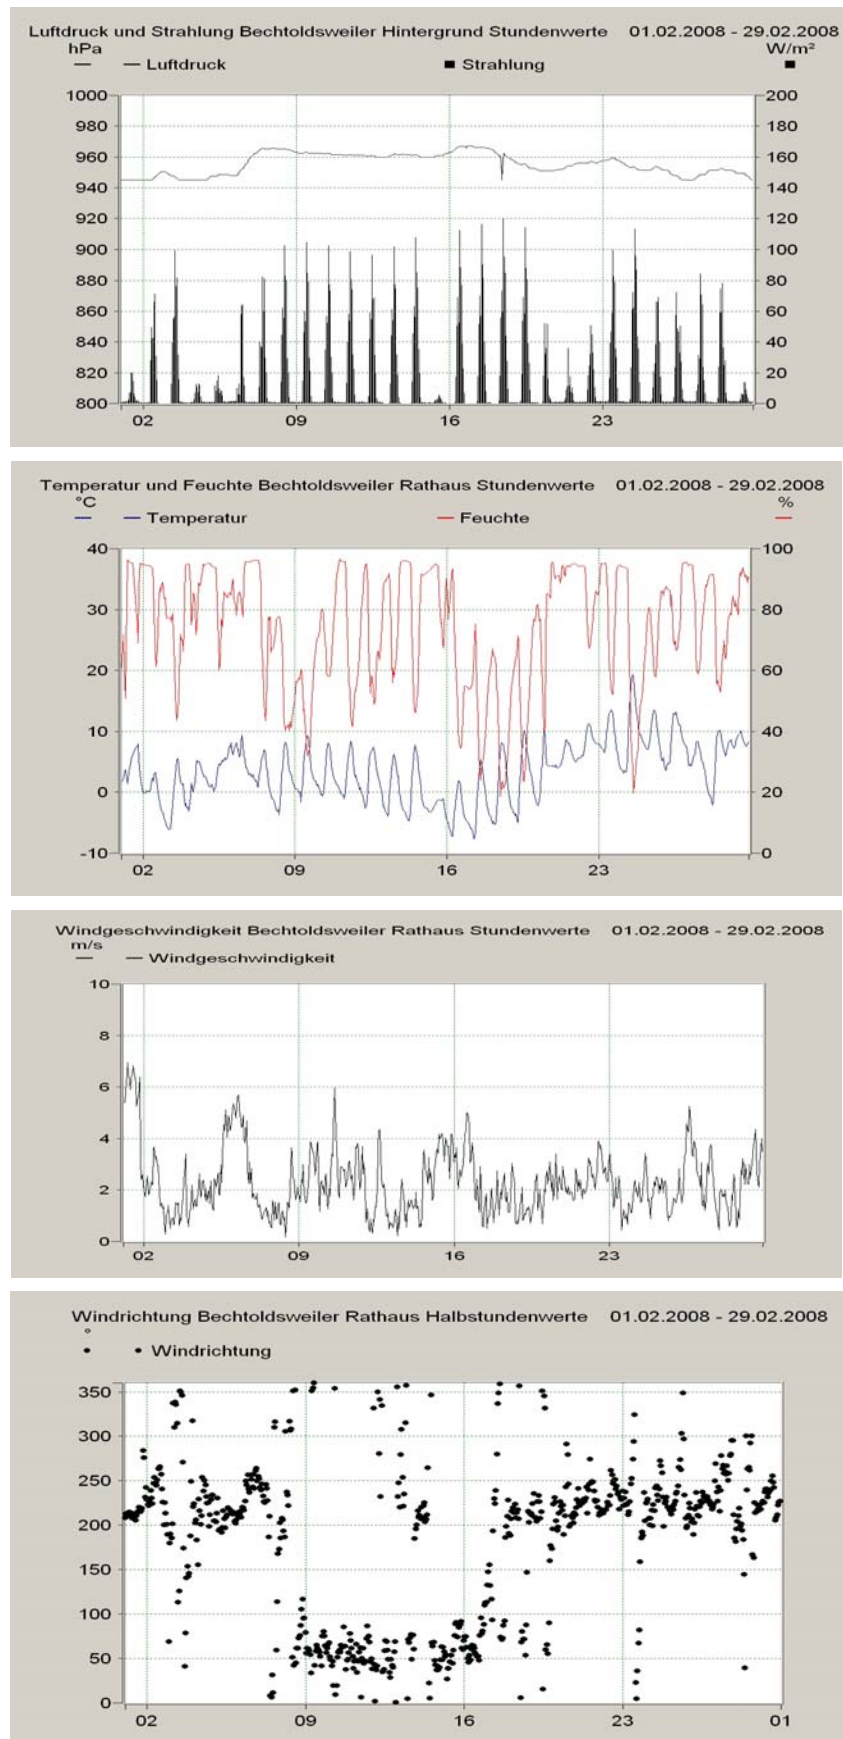 Luftdruck und Strahlung Bechtoldsweiler Hintergrund Stundenwerte 01.02.2008 - 29.02.2008
hPa W/m²
Luftdruck Strahlung
1000 200
980 180
960 160
940 140
920 120
900 100
880 80
860 60
840 40
820 20
800 0
02 09 16 23
Temperatur und Feuchte Bechtoldsweiler Rathaus Stundenwerte 01.02.2008 - 29.02.2008
°C %
Temperatur Feuchte
40 100
30 80
20 60
10 40
0 20
-10 0
02 09 16 23
Windgeschwindigkeit Bechtoldsweiler Rathaus Stundenwerte 01.02.2008 - 29.02.2008
m/s
Windgeschwindigkeit
10
8
6
4
2
0
02 09 16 23
Windrichtung Bechtoldsweiler Rathaus Halbstundenwerte 01.02.2008 - 29.02.2008
°
Windrichtung
350
300
250
200
150
100
50
0
02 09 16 23 01